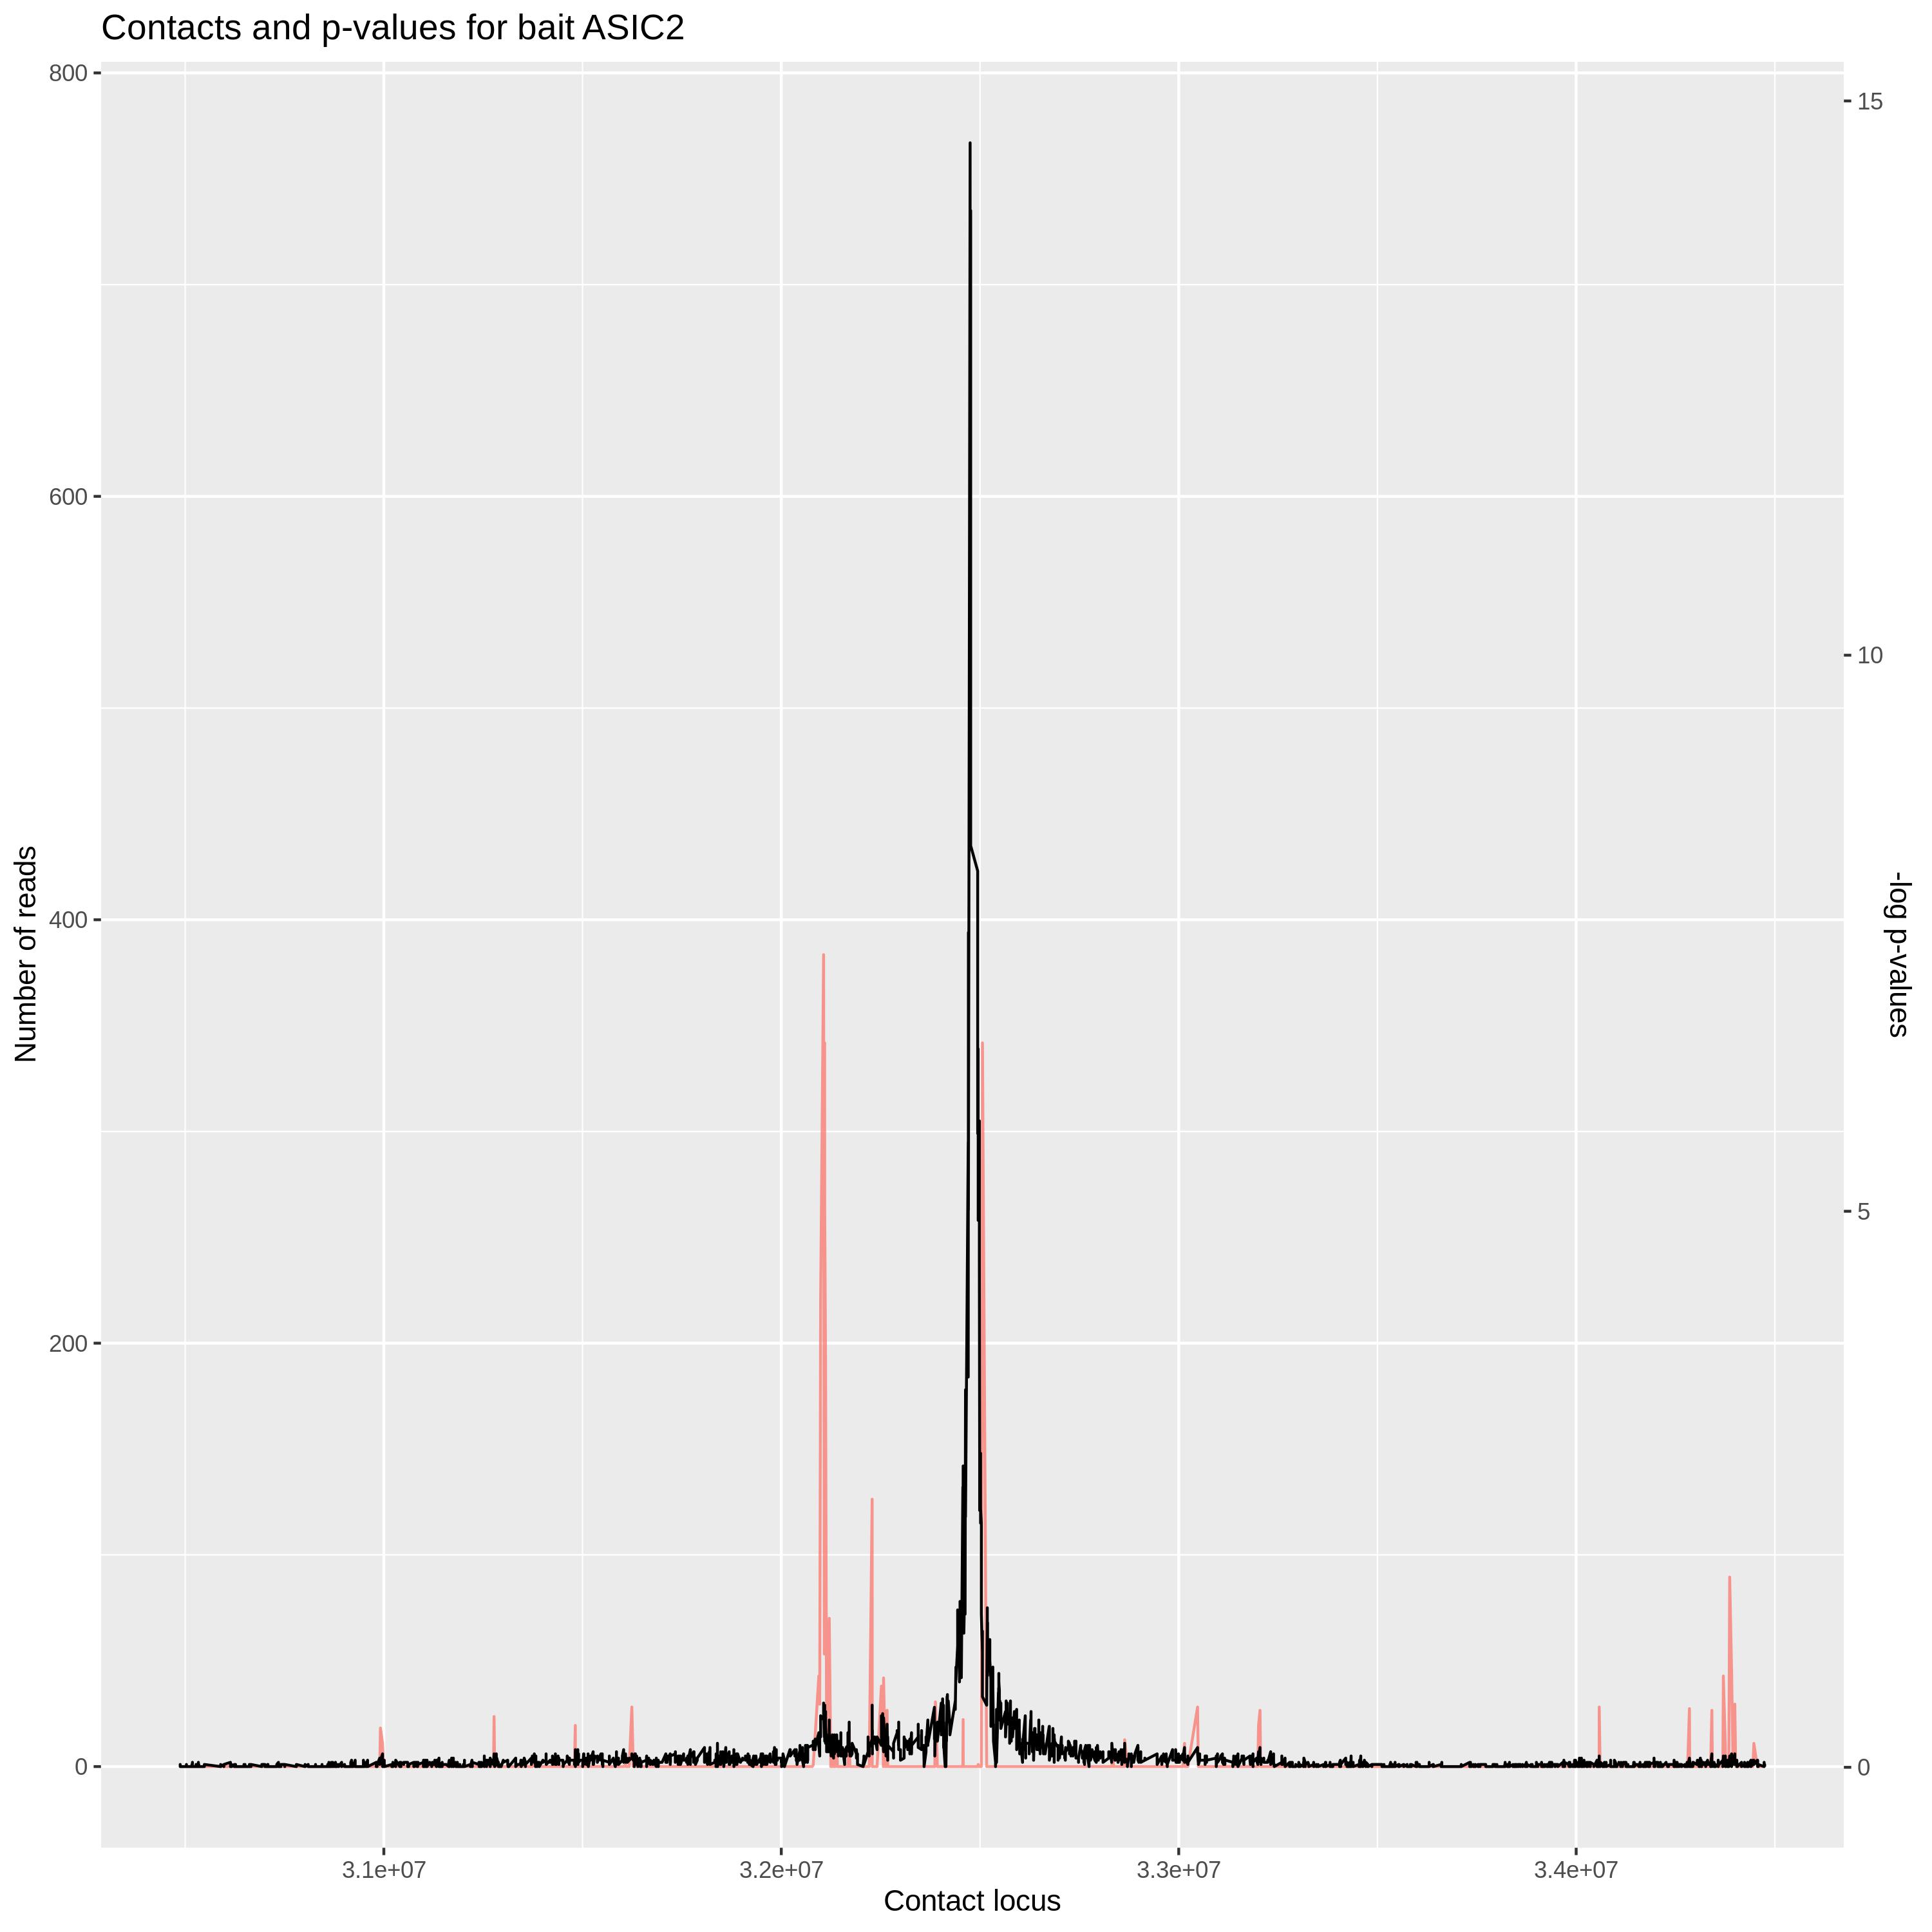 Contacts and p-values for bait ASIC2
800
600
400
200
0
Number of reads
15
10
5
0
-log p-values
3.1e+07
3.2e+07
3.3e+07
3.4e+07
Contact locus